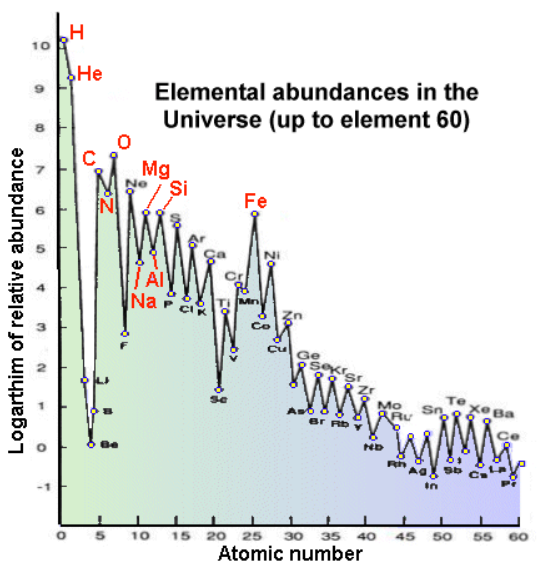 Elemental abundances in the
Universe (up to element 60)
Logarthim of relative abundance
10
9
8
7
6
5
4
3
2
1
0
-1
H
He
C
O
N
Ne
Mg
Si
Fe
S
Ar
Ca
Ni
Na
Al
P
Cl
K
Ti
Cr
Mn
Co
Zn
Cu
F
V
Sc
Li
B
Be
Ge
Se
Kr
Sr
Zr
Mo
Ru
Sn
Te
Xe
Ba
Ce
As
Br
Rb
Y
Nb
Rh
Ag
In
Sb
I
Cs
La
Pr
0
5
10
15
20
25
30
35
40
45
50
55
60
Atomic number